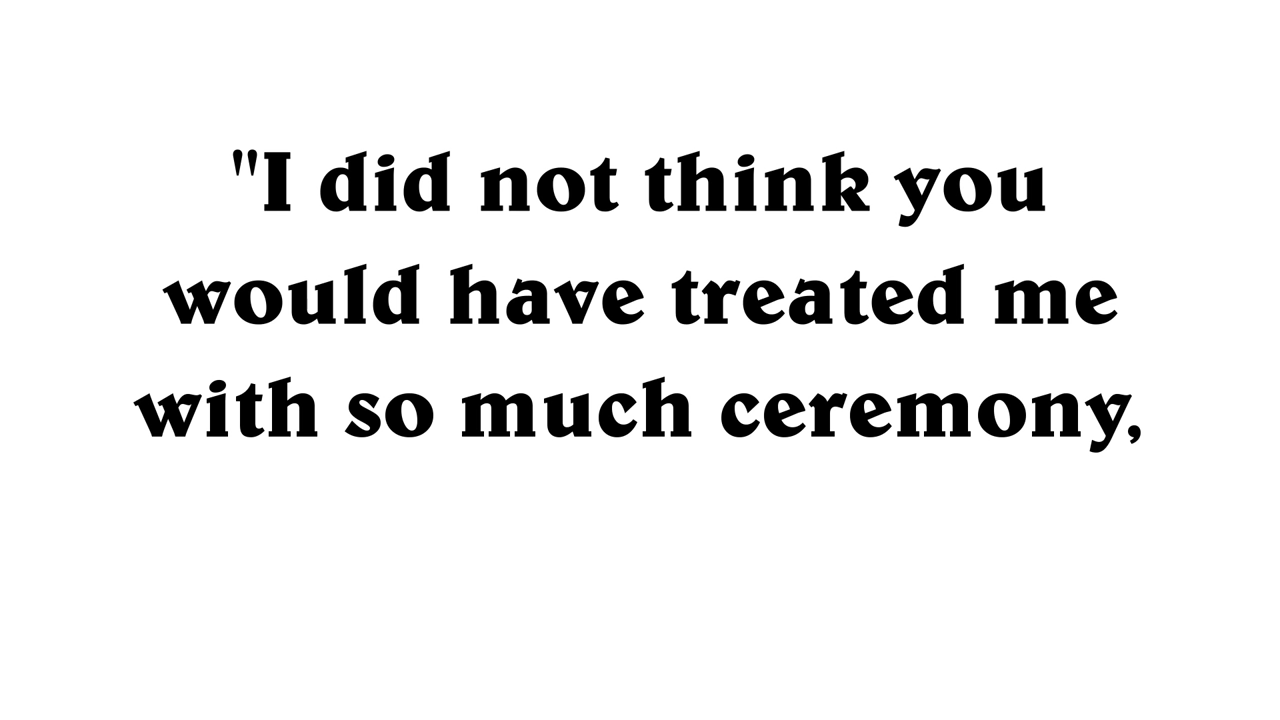 "I did not think you
would have treated me
with so much ceremony,